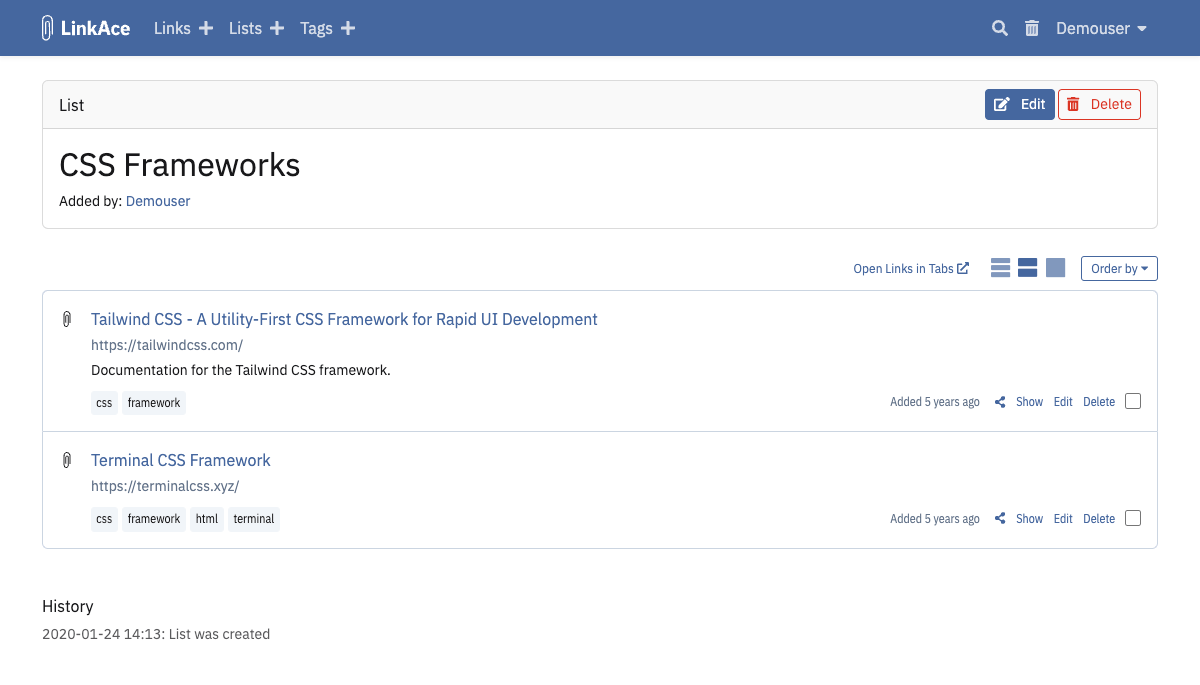 LinkAce Links Lists Tags Demouser
List Edit Delete
CSS Frameworks
Added by: Demouser
Open Links in Tabs Order by
Tailwind CSS - A Utility-First CSS Framework for Rapid UI Development
https://tailwindcss.com/
Documentation for the Tailwind CSS framework.
css framework Added 5 years ago Show Edit Delete
Terminal CSS Framework
https://terminalcss.xyz/
css framework html terminal Added 5 years ago Show Edit Delete
History
2020-01-24 14:13: List was created